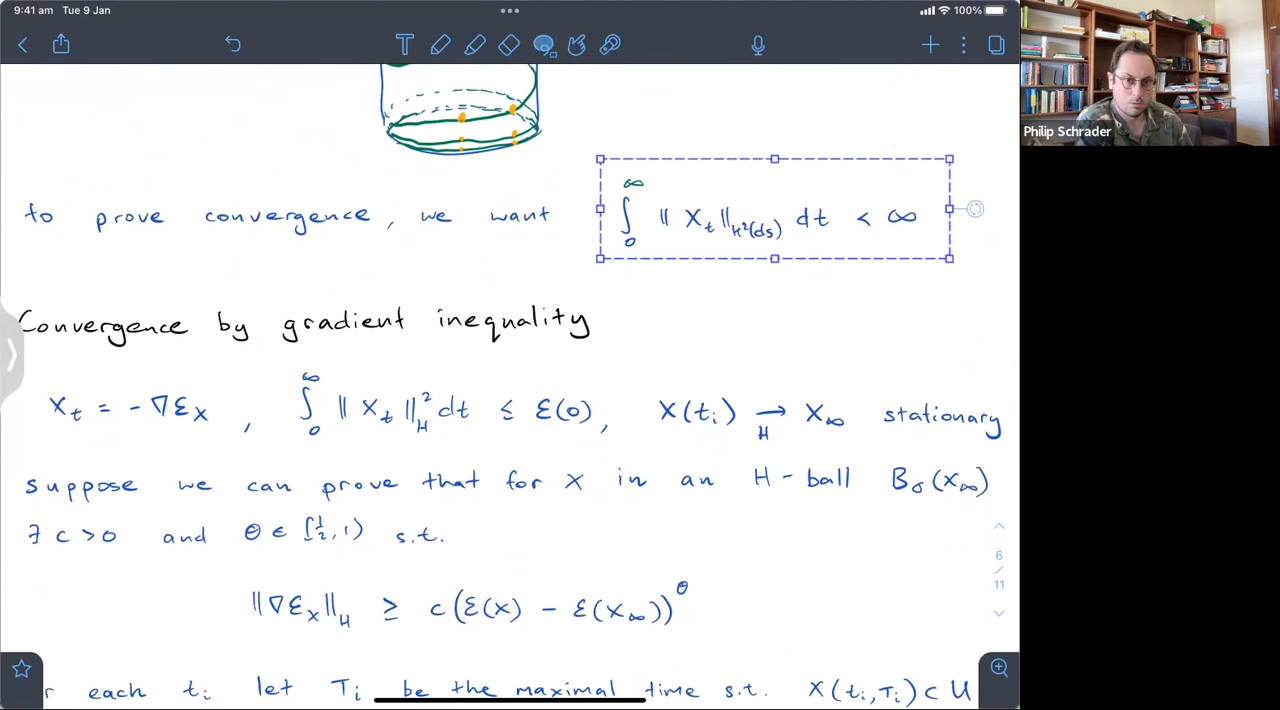 9:41 am Tue 9 Jan
100%
Philip Schrader
to prove convergence, we want ∫₀^∞ ‖X_t‖_{H²(ds)} dt < ∞
Convergence by gradient inequality
X_t = -∇ℰ_X , ∫₀^∞ ‖X_t‖²_H dt ≤ ℰ(0), X(t_i) →_H X_∞ stationary
suppose we can prove that for X in an H-ball B_σ(X_∞)
∃ c > 0 and θ ∈ [½, 1) s.t.
‖∇ℰ_X‖_H ≥ c(ℰ(X) - ℰ(X_∞))^θ
6
/
11
each t_i let T_i be the maximal time s.t. X(t_i, T_i) ⊂ U